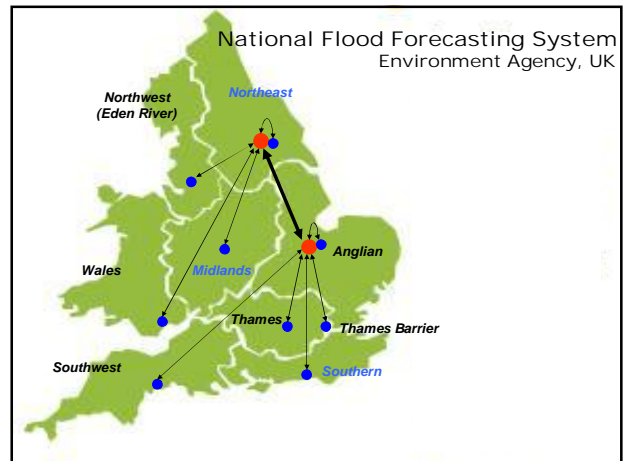 National Flood Forecasting System
Environment Agency, UK
Northwest
(Eden River)
Northeast
Wales
Midlands
Anglian
Thames
Thames Barrier
Southwest
Southern